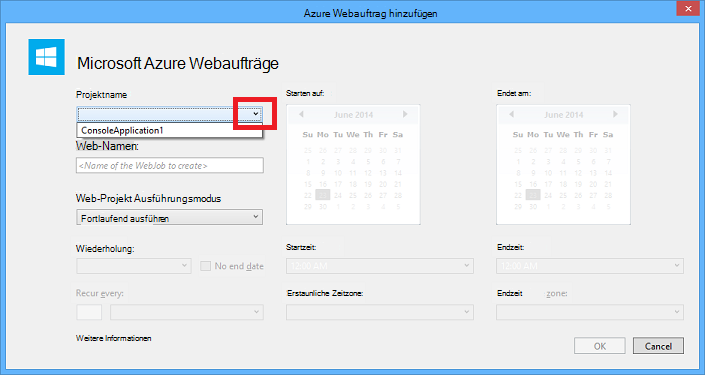 Azure Webauftrag hinzufügen
Microsoft Azure Webaufträge
Projektname
ConsoleApplication1
Web-Namen:
<Name of the WebJob to create>
Web-Projekt Ausführungsmodus
Fortlaufend ausführen
Wiederholung:
No end date
Recur every:
Weitere Informationen
Starten auf:
June 2014
Su Mo Tu We Th Fr Sa
25 26 27 28 29 30 31
1 2 3 4 5 6 7
8 9 10 11 12 13 14
15 16 17 18 19 20 21
22 23 24 25 26 27 28
29 30 1 2 3 4 5
Startzeit:
12:00 AM
Erstaunliche Zeitzone:
Endet am:
June 2014
Su Mo Tu We Th Fr Sa
25 26 27 28 29 30 31
1 2 3 4 5 6 7
8 9 10 11 12 13 14
15 16 17 18 19 20 21
22 23 24 25 26 27 28
29 30 1 2 3 4 5
Endzeit:
12:00 AM
Endzeit zone:
OK Cancel